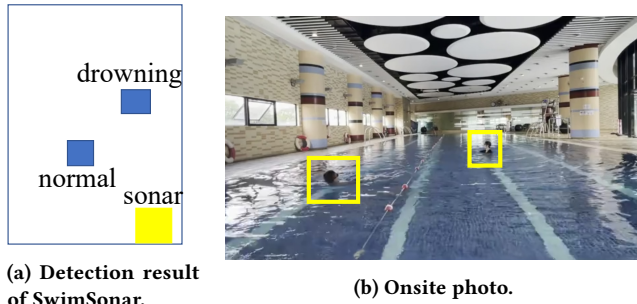 drowning
normal
sonar
(a) Detection result
of SwimSonar.
(b) Onsite photo.